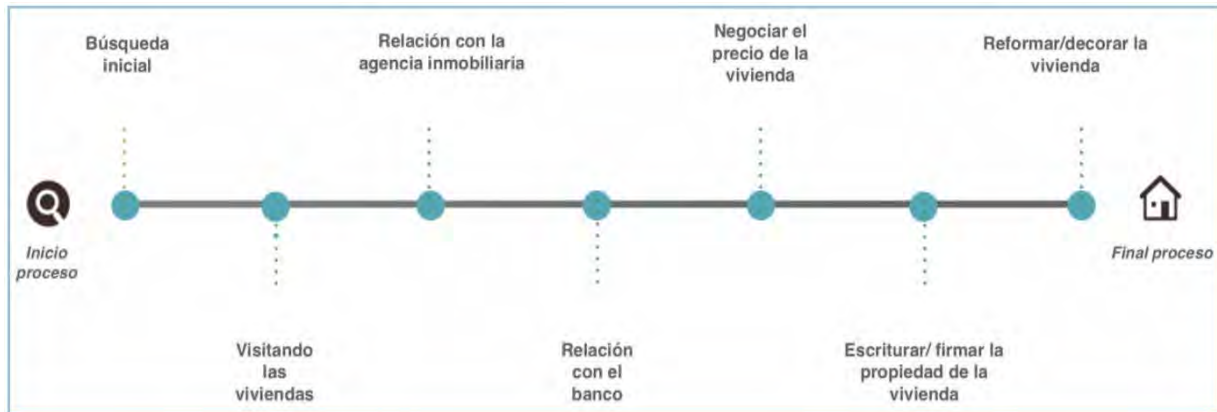 Búsqueda
inicial
Relación con la
agencia inmobiliaria
Negociar el
precio de la
vivienda
Reformar/decorar la
vivienda
Inicio
proceso
Final proceso
Visitando
las
viviendas
Relación
con el
banco
Escriturar/ firmar la
propiedad de la
vivienda